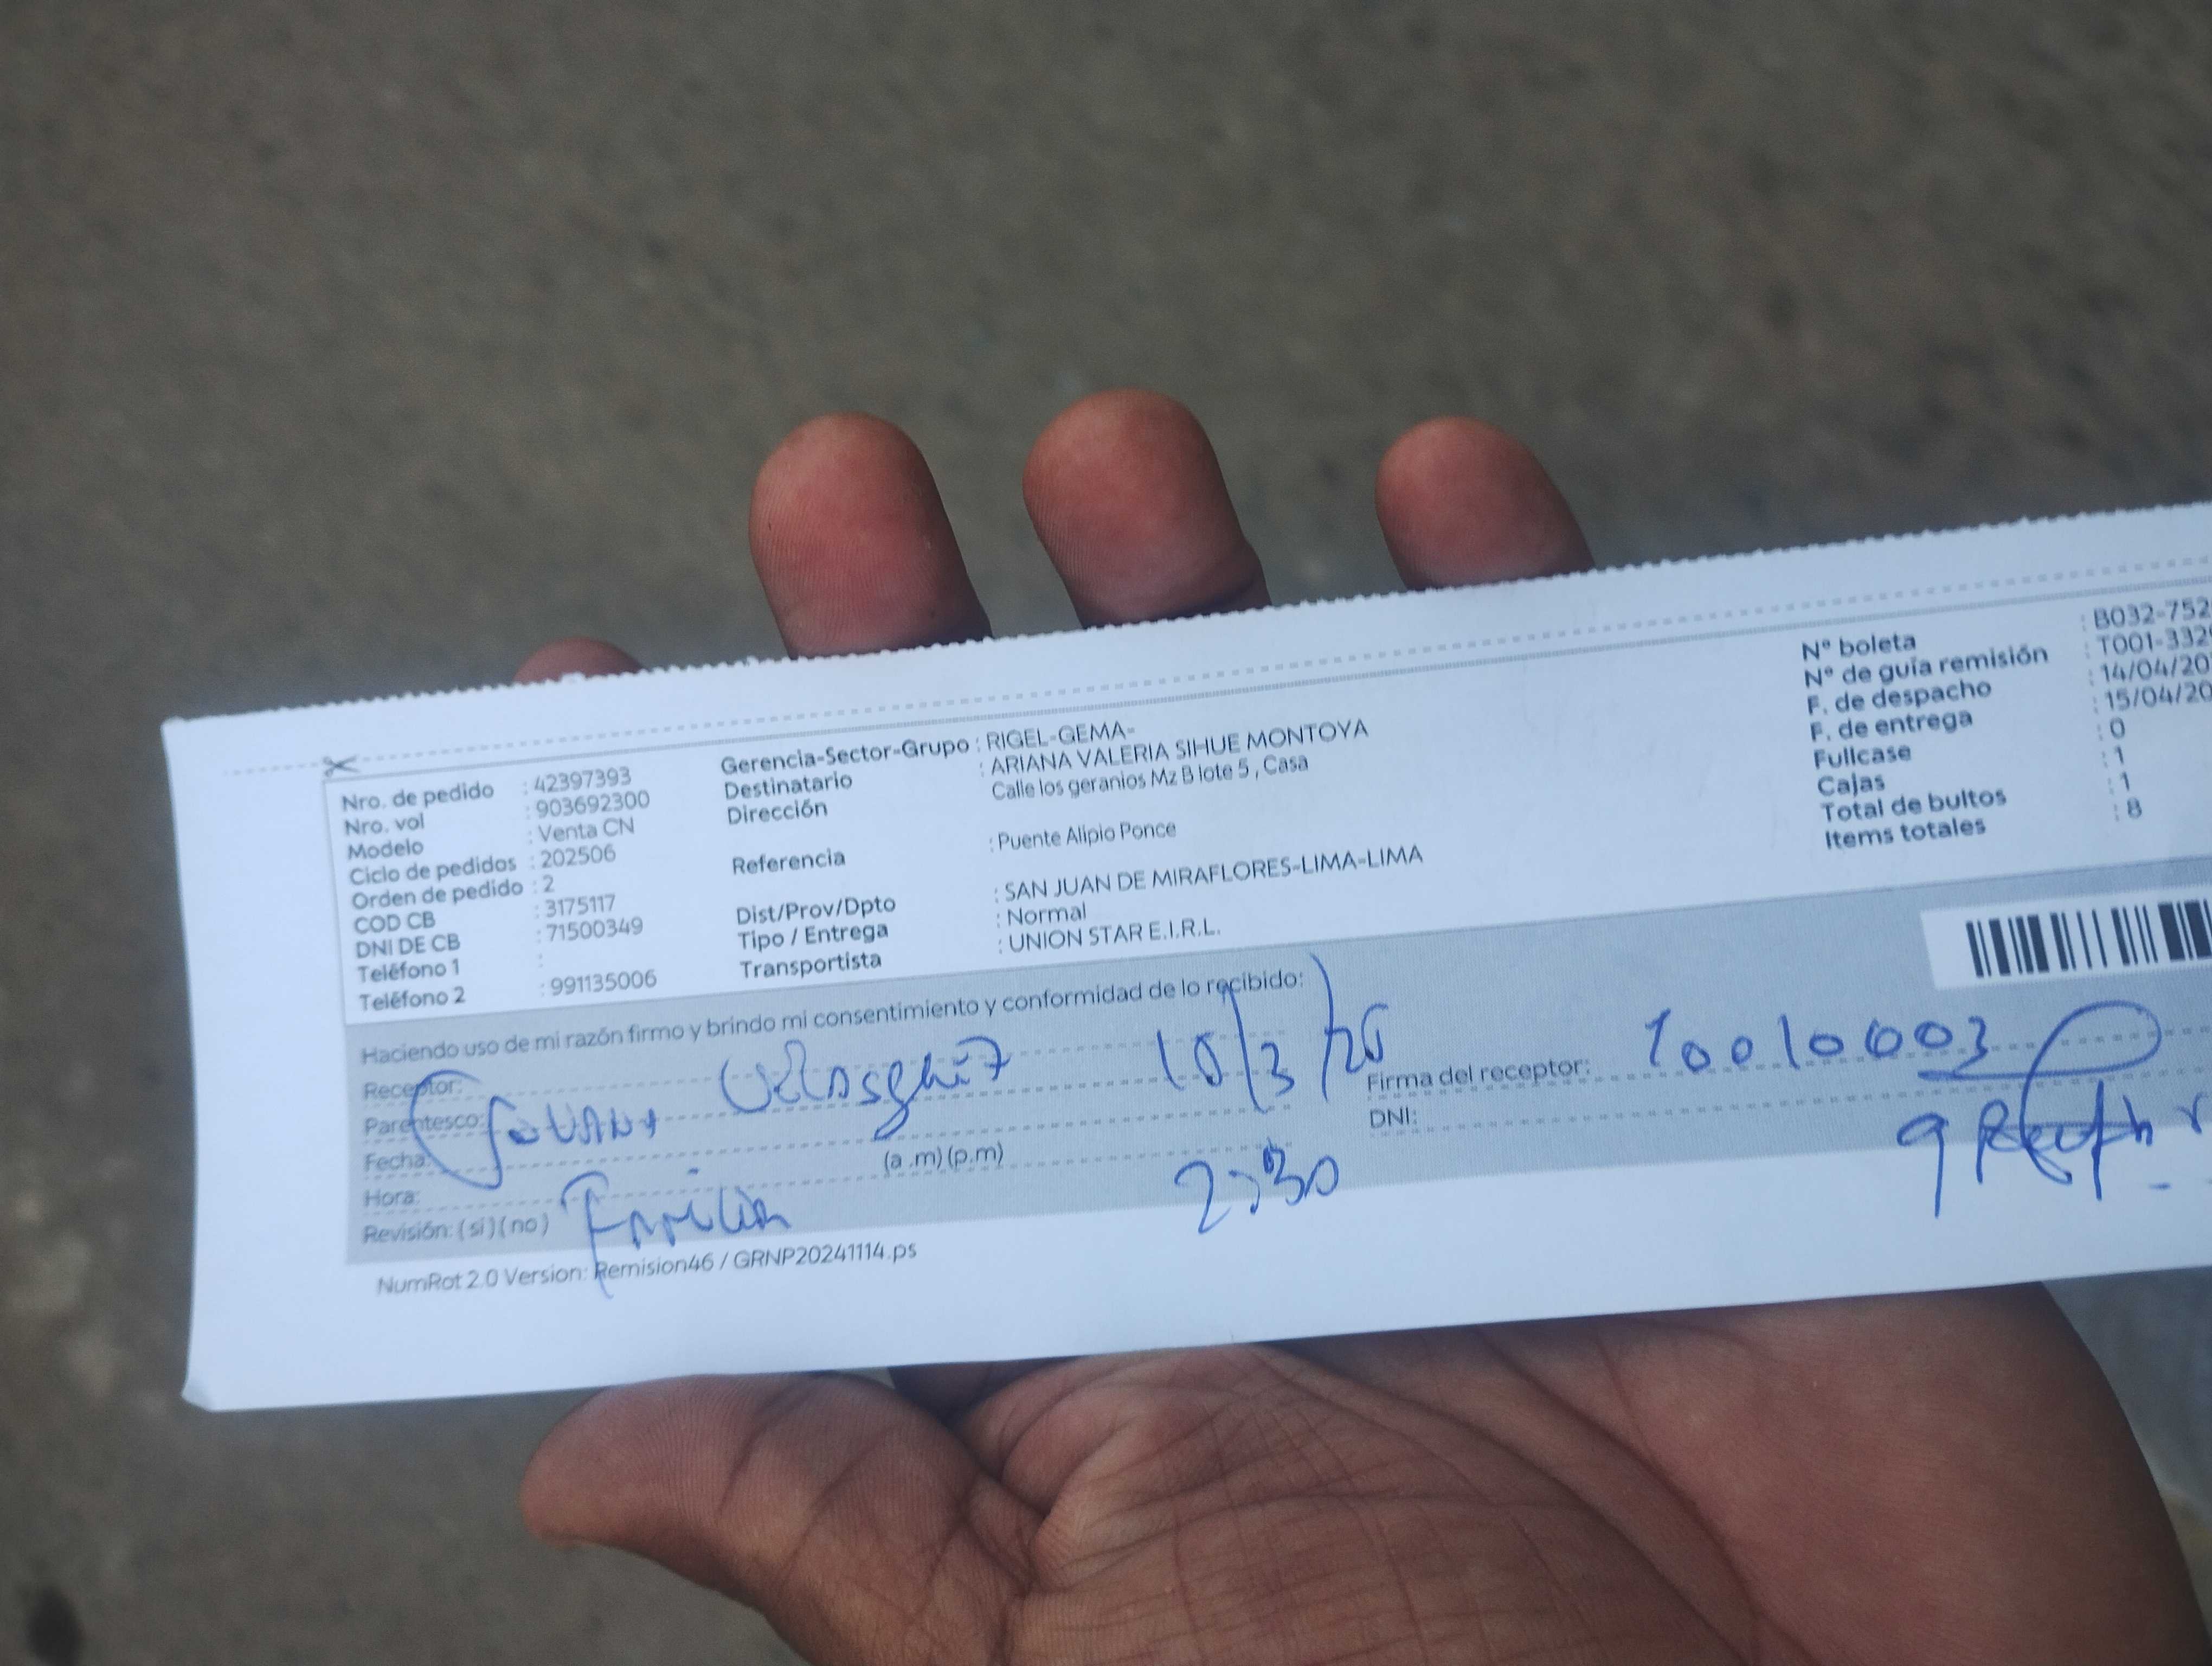 Nro. de pedido : 42397393
Nro. vol : 903692300
Modelo : Venta CN
Ciclo de pedidos : 202506
Orden de pedido : 2
COD CB : 3175117
DNI DE CB : 71500349
Teléfono 1 :
Teléfono 2 : 991135006
Gerencia-Sector-Grupo : RIGEL-GEMA-
Destinatario : ARIANA VALERIA SIHUE MONTOYA
Dirección : Calle los geranios Mz B lote 5 , Casa
Referencia : Puente Alipio Ponce
Dist/Prov/Dpto : SAN JUAN DE MIRAFLORES-LIMA-LIMA
Tipo / Entrega : Normal
Transportista : UNION STAR E.I.R.L.
N° boleta : B032-752
N° de guía remisión : T001-332
F. de despacho : 14/04/20
F. de entrega : 15/04/20
Fullcase : 0
Cajas : 1
Total de bultos : 1
Items totales : 8
Haciendo uso de mi razón firmo y brindo mi consentimiento y conformidad de lo recibido:
Receptor:
Parentesco:
Fecha: (a .m) (p.m)
Hora:
Revisión: ( si ) ( no )
Firma del receptor: 10010003
DNI:
NumRot 2.0 Version: Remision46 / GRNP20241114.ps